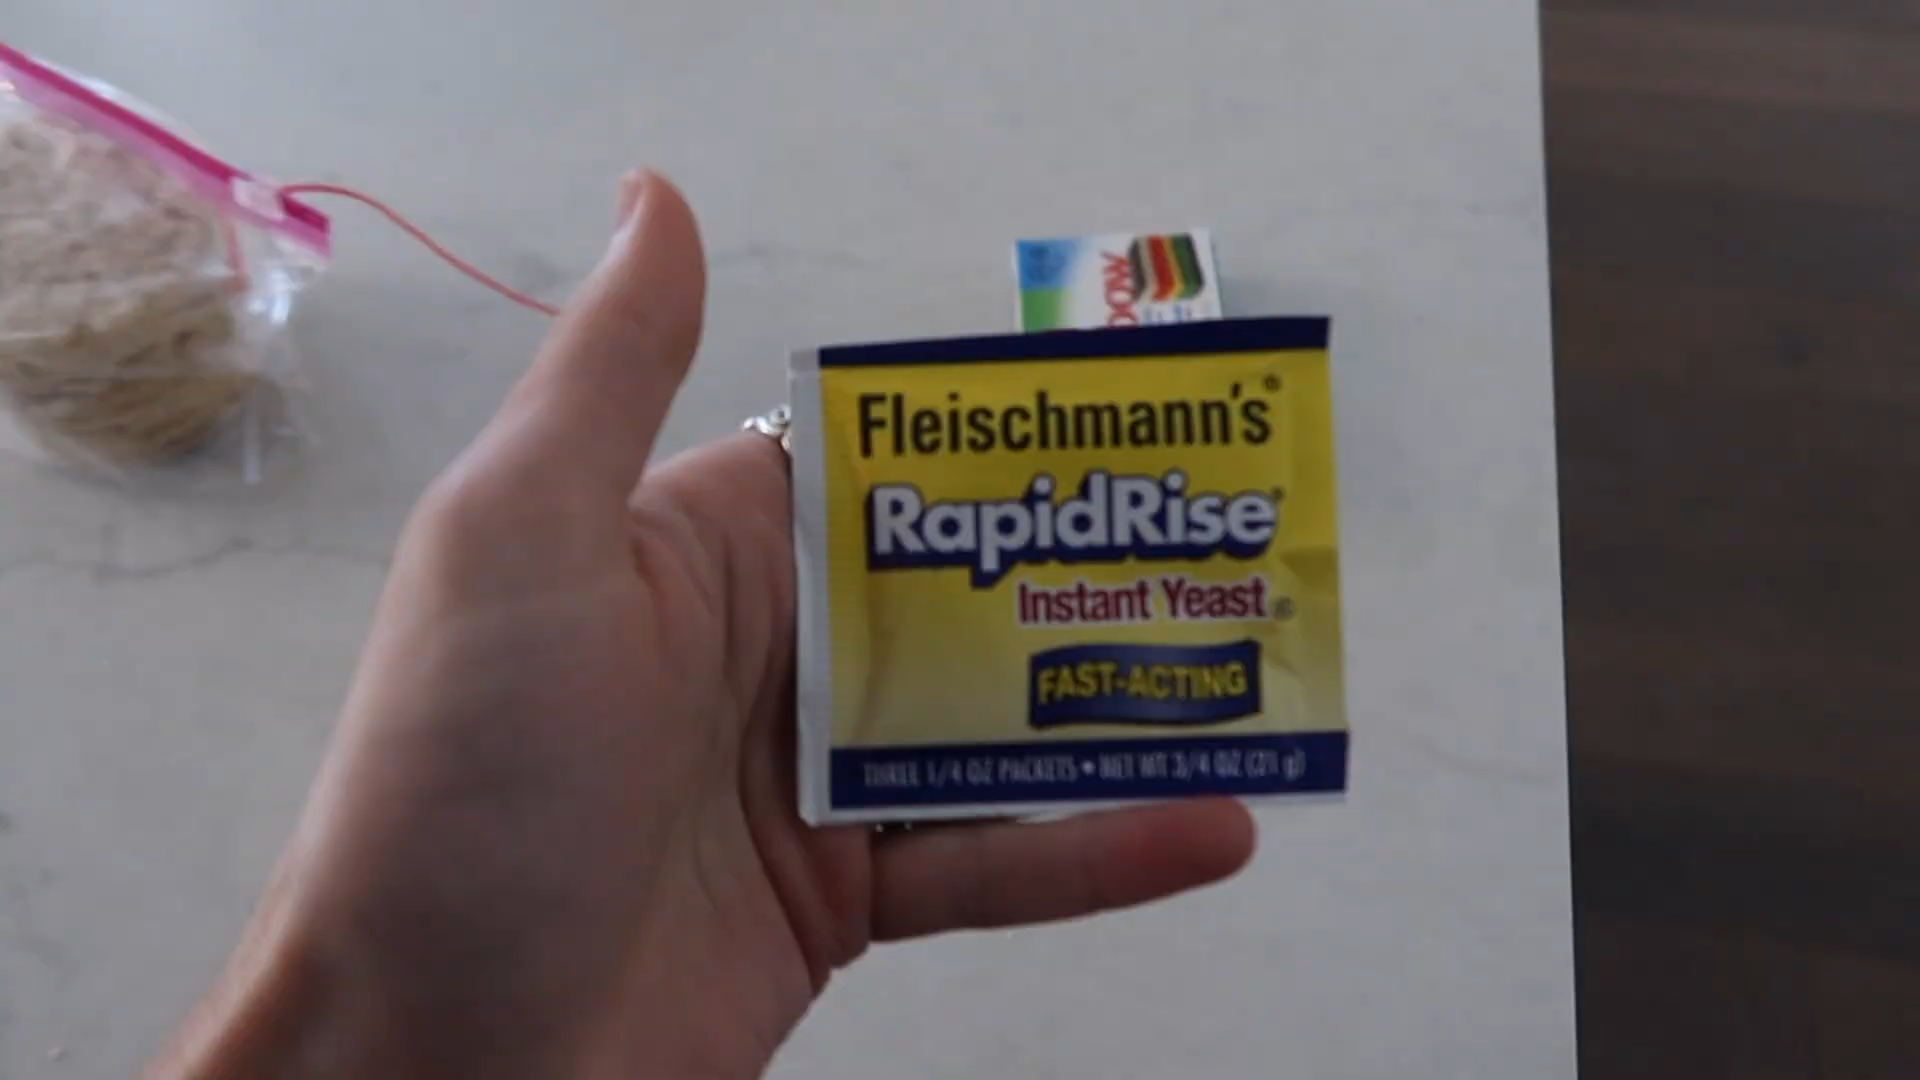 Fleischmann's®
RapidRise®
Instant Yeast
FAST-ACTING
THREE 1/4 OZ PACKETS • NET WT 3/4 OZ (21 g)